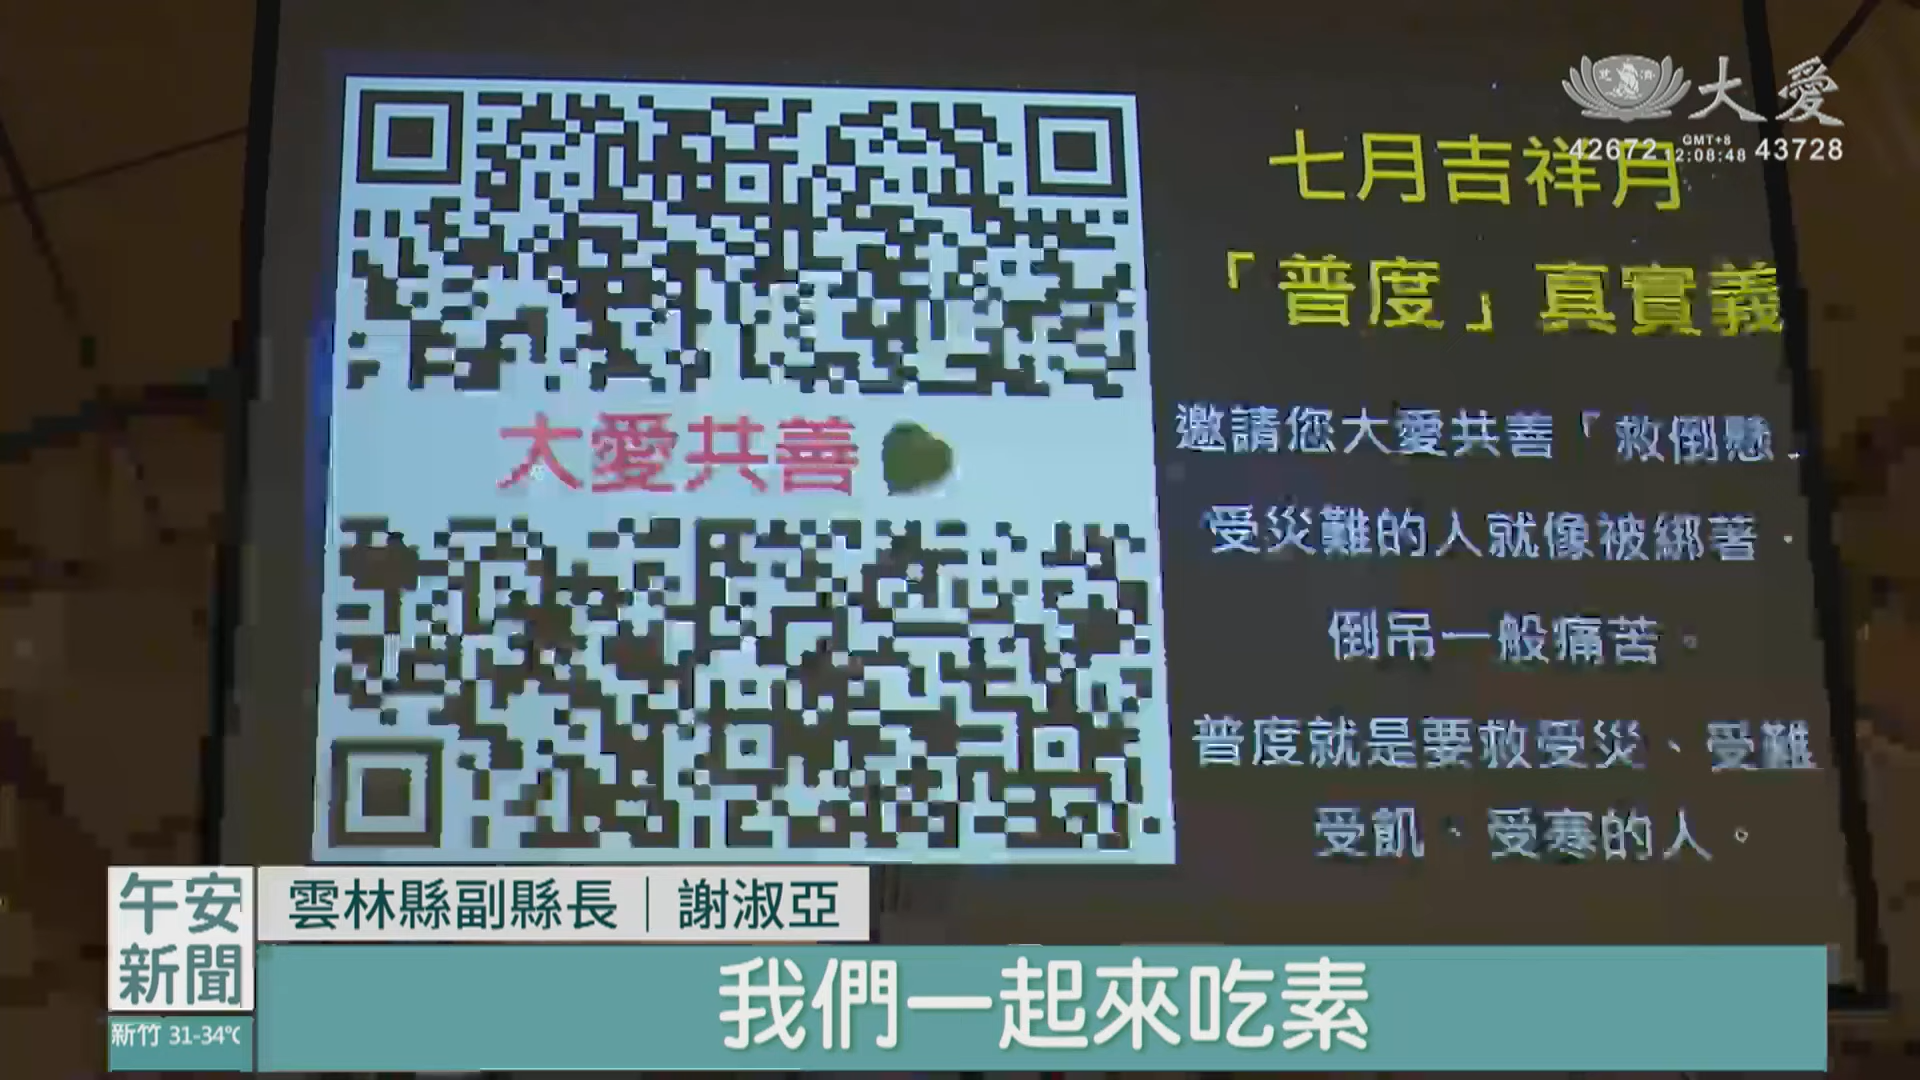 大愛
42672 GMT+8 12:08:48 43728
七月吉祥月
「普度」真實義
大愛共善
邀請您大愛共善「救倒懸」
受災難的人就像被綁著,
倒吊一般痛苦。
普度就是要救受災、受難
受飢、受寒的人。
午安
新聞
雲林縣副縣長｜謝淑亞
我們一起來吃素
新竹 31-34℃